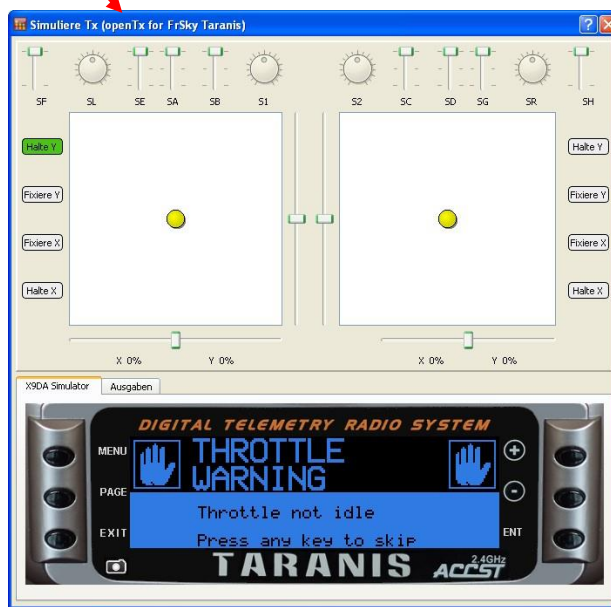 Simuliere Tx (openTx for FrSky Taranis)
SF SL SE SA SB S1 S2 SC SD SG SR SH
Halte Y Halte Y
Fixiere Y Fixiere Y
Fixiere X Fixiere X
Halte X Halte X
X 0% Y 0% X 0% Y 0%
X9DA Simulator Ausgaben
DIGITAL TELEMETRY RADIO SYSTEM
MENU THROTTLE
WARNING
PAGE Throttle not idle
EXIT Press any key to skip ENT
TARANIS ACCST 2.4GHz